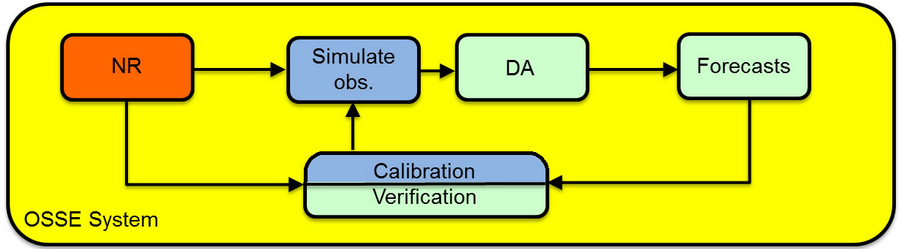 NR
Simulate
obs.
DA
Forecasts
Calibration
Verification
OSSE System